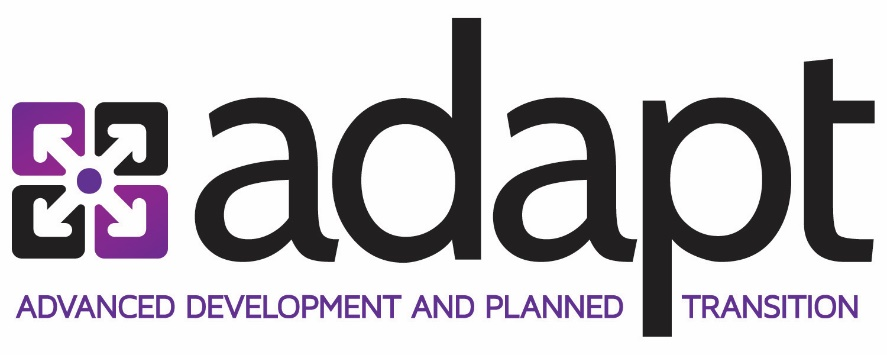 adapt
ADVANCED DEVELOPMENT AND PLANNED TRANSITION